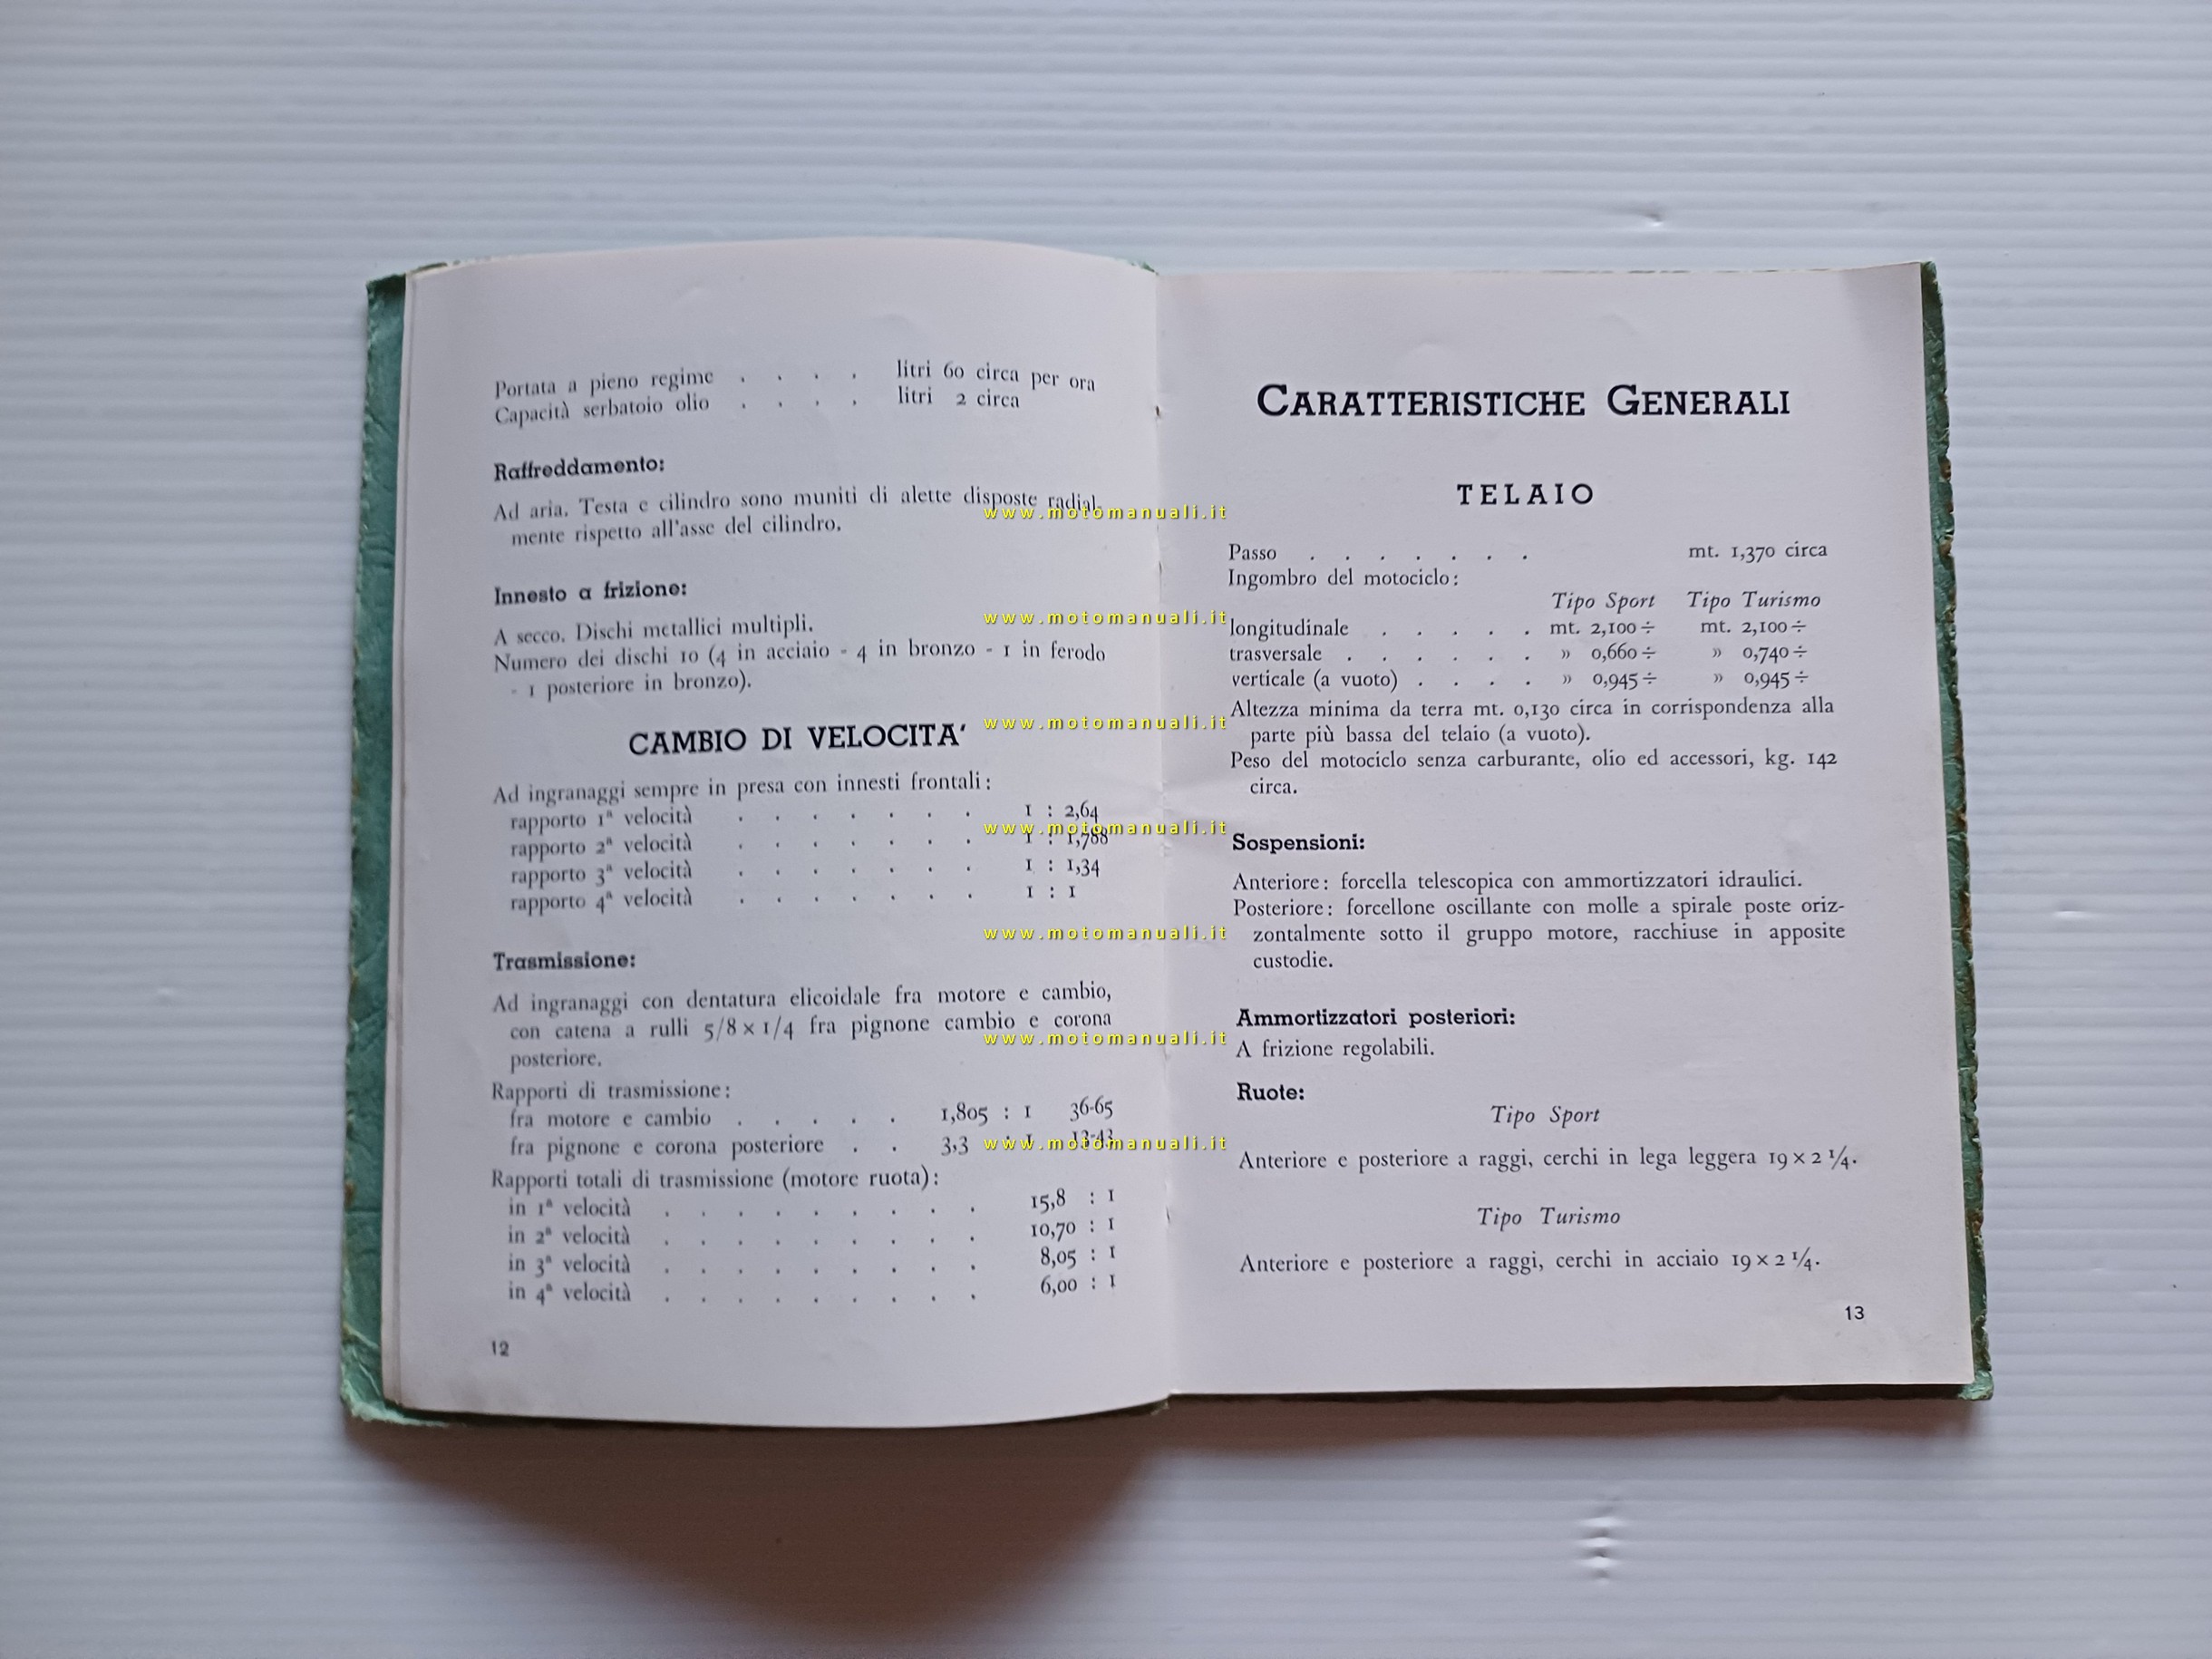 Portata a pieno regime . . . . litri 60 circa per ora
Capacità serbatoio olio . . . . litri 2 circa
Raffreddamento:
Ad aria. Testa e cilindro sono muniti di alette disposte radial-
mente rispetto all'asse del cilindro.
Innesto a frizione:
A secco. Dischi metallici multipli.
Numero dei dischi 10 (4 in acciaio - 4 in bronzo - 1 in ferodo
- 1 posteriore in bronzo).
CAMBIO DI VELOCITA'
Ad ingranaggi sempre in presa con innesti frontali:
rapporto 1ª velocità . . . . . . . 1 : 2,64
rapporto 2ª velocità . . . . . . . 1 : 1,788
rapporto 3ª velocità . . . . . . . 1 : 1,34
rapporto 4ª velocità . . . . . . . 1 : 1
Trasmissione:
Ad ingranaggi con dentatura elicoidale fra motore e cambio,
con catena a rulli 5/8 × 1/4 fra pignone cambio e corona
posteriore.
Rapporti di trasmissione:
fra motore e cambio . . . . . 1,805 : 1 36-65
fra pignone e corona posteriore . . 3,3 : 1 13-43
Rapporti totali di trasmissione (motore ruota):
in 1ª velocità . . . . . . . . . 15,8 : 1
in 2ª velocità . . . . . . . . . 10,70 : 1
in 3ª velocità . . . . . . . . . 8,05 : 1
in 4ª velocità . . . . . . . . . 6,00 : 1
12
www.motomanuali.it
www.motomanuali.it
www.motomanuali.it
www.motomanuali.it
www.motomanuali.it
www.motomanuali.it
www.motomanuali.it
CARATTERISTICHE GENERALI
TELAIO
Passo . . . . . . . mt. 1,370 circa
Ingombro del motociclo:
Tipo Sport Tipo Turismo
longitudinale . . . . . mt. 2,100 ÷ mt. 2,100 ÷
trasversale . . . . . . » 0,660 ÷ » 0,740 ÷
verticale (a vuoto) . . . . » 0,945 ÷ » 0,945 ÷
Altezza minima da terra mt. 0,130 circa in corrispondenza alla
parte più bassa del telaio (a vuoto).
Peso del motociclo senza carburante, olio ed accessori, kg. 142
circa.
Sospensioni:
Anteriore: forcella telescopica con ammortizzatori idraulici.
Posteriore: forcellone oscillante con molle a spirale poste oriz-
zontalmente sotto il gruppo motore, racchiuse in apposite
custodie.
Ammortizzatori posteriori:
A frizione regolabili.
Ruote:
Tipo Sport
Anteriore e posteriore a raggi, cerchi in lega leggera 19 × 2 1/4.
Tipo Turismo
Anteriore e posteriore a raggi, cerchi in acciaio 19 × 2 1/4.
13